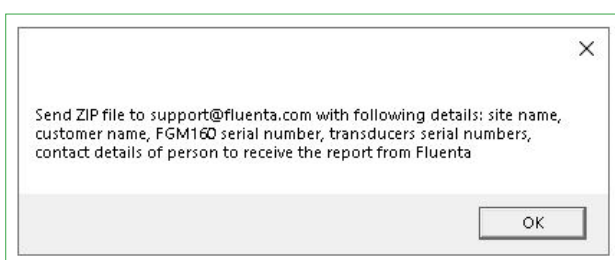 Send ZIP file to support@fluenta.com with following details: site name,
customer name, FGM160 serial number, transducers serial numbers,
contact details of person to receive the report from Fluenta
OK